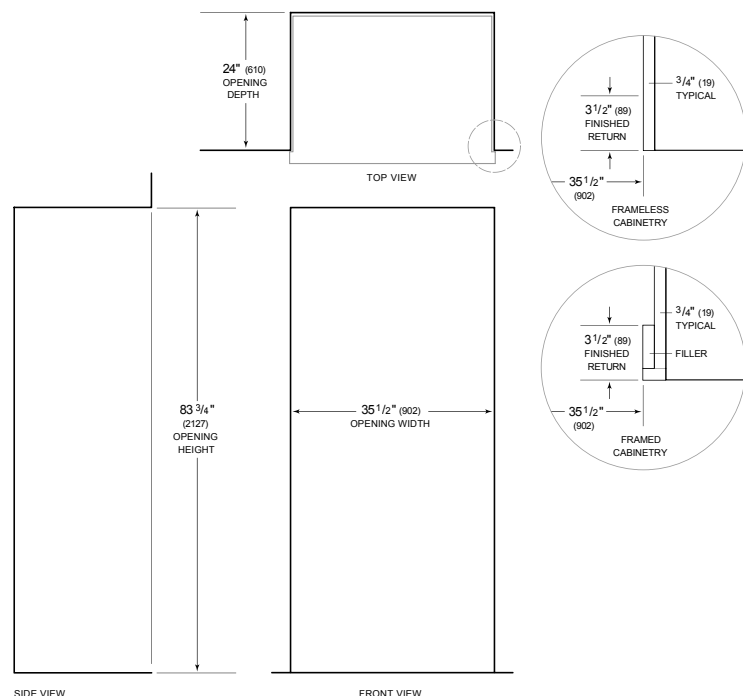 24" (610)
OPENING
DEPTH
TOP VIEW
3/4" (19)
TYPICAL
3 1/2" (89)
FINISHED
RETURN
35 1/2"
(902)
FRAMELESS
CABINETRY
3/4" (19)
TYPICAL
3 1/2" (89)
FINISHED
RETURN
FILLER
35 1/2"
(902)
FRAMED
CABINETRY
83 3/4"
(2127)
OPENING
HEIGHT
35 1/2" (902)
OPENING WIDTH
SIDE VIEW
FRONT VIEW